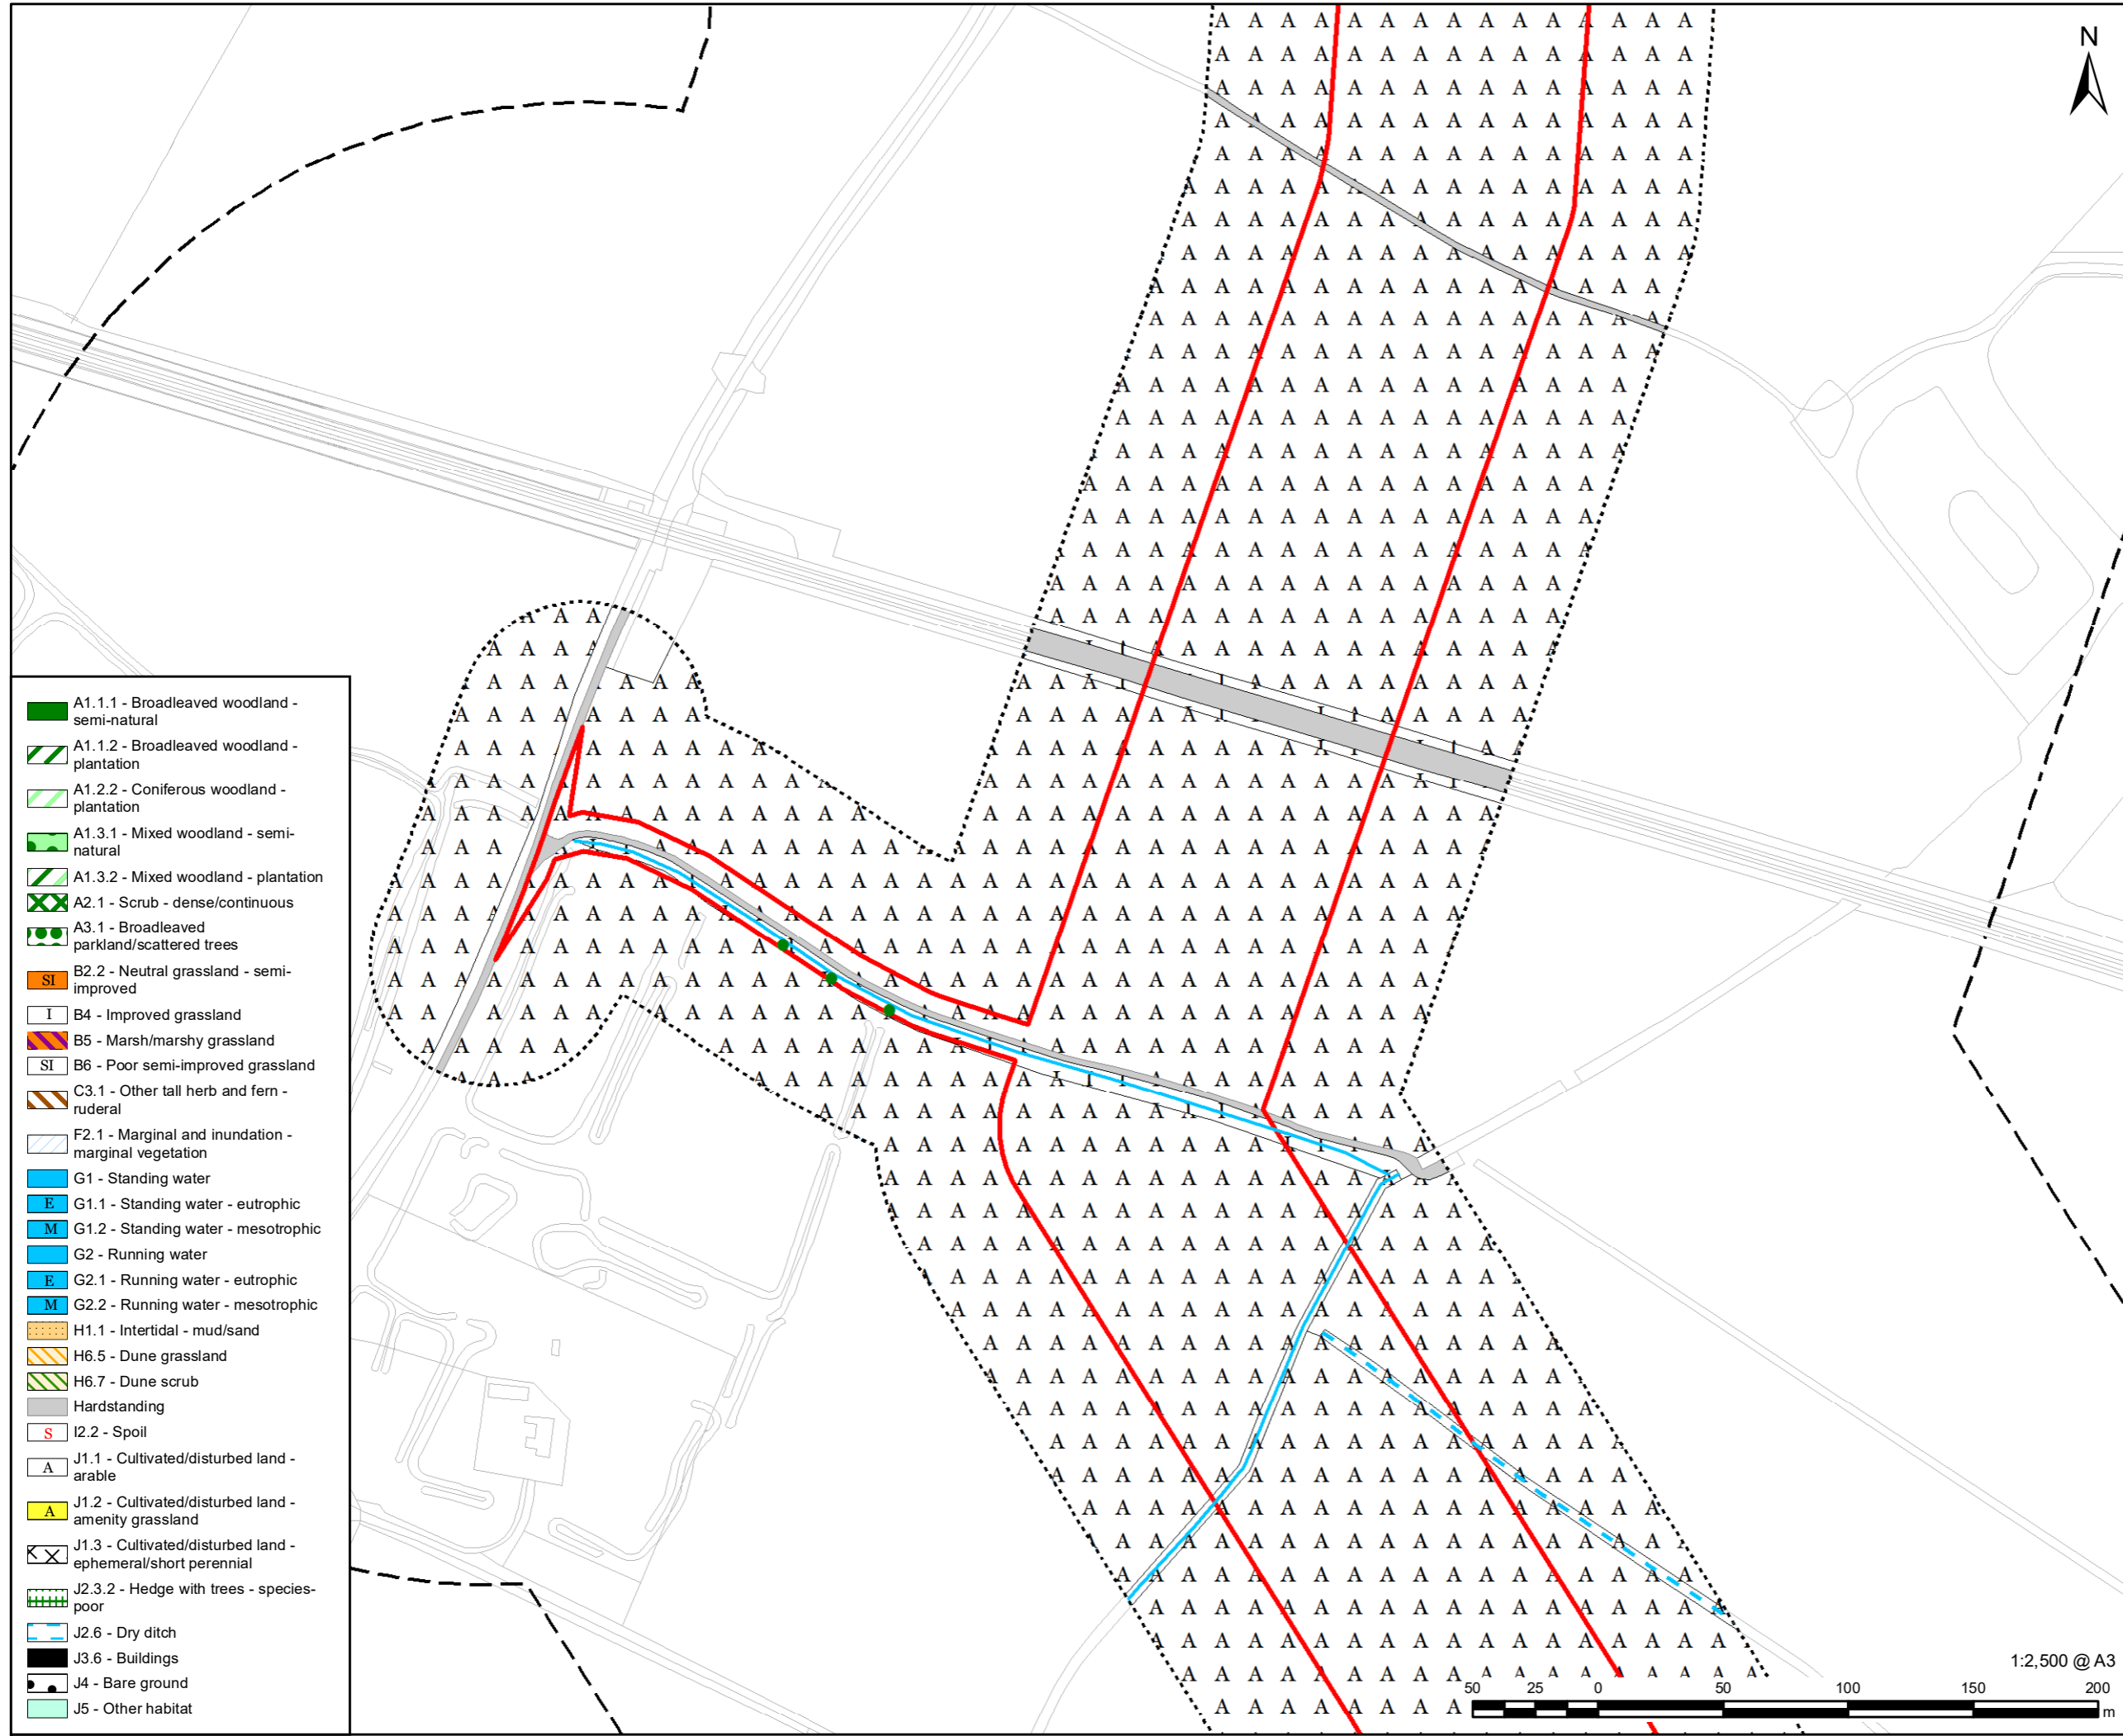 N
A1.1.1 - Broadleaved woodland -
semi-natural
A1.1.2 - Broadleaved woodland -
plantation
A1.2.2 - Coniferous woodland -
plantation
A1.3.1 - Mixed woodland - semi-
natural
A1.3.2 - Mixed woodland - plantation
A2.1 - Scrub - dense/continuous
A3.1 - Broadleaved
parkland/scattered trees
SI B2.2 - Neutral grassland - semi-
improved
I B4 - Improved grassland
B5 - Marsh/marshy grassland
SI B6 - Poor semi-improved grassland
C3.1 - Other tall herb and fern -
ruderal
F2.1 - Marginal and inundation -
marginal vegetation
G1 - Standing water
E G1.1 - Standing water - eutrophic
M G1.2 - Standing water - mesotrophic
G2 - Running water
E G2.1 - Running water - eutrophic
M G2.2 - Running water - mesotrophic
H1.1 - Intertidal - mud/sand
H6.5 - Dune grassland
H6.7 - Dune scrub
Hardstanding
S I2.2 - Spoil
A J1.1 - Cultivated/disturbed land -
arable
A J1.2 - Cultivated/disturbed land -
amenity grassland
J1.3 - Cultivated/disturbed land -
ephemeral/short perennial
J2.3.2 - Hedge with trees - species-
poor
J2.6 - Dry ditch
J3.6 - Buildings
J4 - Bare ground
J5 - Other habitat
1:2,500 @ A3
50 25 0 50 100 150 200
m